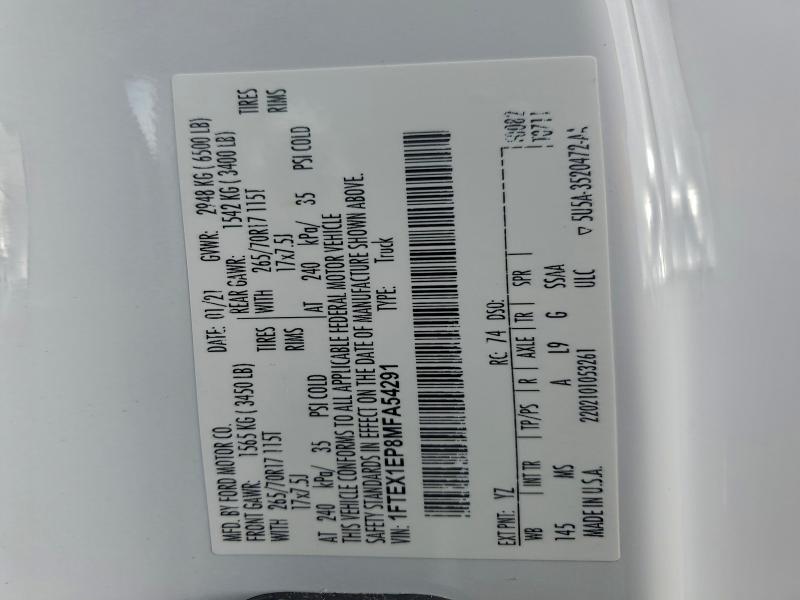 MFD. BY FORD MOTOR CO.
DATE: 01/21 GVWR: 2948 KG ( 6500 LB)
FRONT GAWR: 1565 KG ( 3450 LB) REAR GAWR: 1542 KG ( 3400 LB)
WITH 265/70R17 115T TIRES WITH 265/70R17 115T TIRES
17x7.5J RIMS 17x7.5J RIMS
AT 240 kPa/ 35 PSI COLD AT 240 kPa/ 35 PSI COLD
THIS VEHICLE CONFORMS TO ALL APPLICABLE FEDERAL MOTOR VEHICLE
SAFETY STANDARDS IN EFFECT ON THE DATE OF MANUFACTURE SHOWN ABOVE.
VIN: 1FTEX1EP8MFA54291 TYPE: Truck
EXT PNT: YZ RC 74 DSO:
WB INT TR TP/PS R AXLE TR SPR
145 MS A L9 G SSAA
MADE IN U.S.A. 2202101053261 ULC
5U5A-3520472-AA